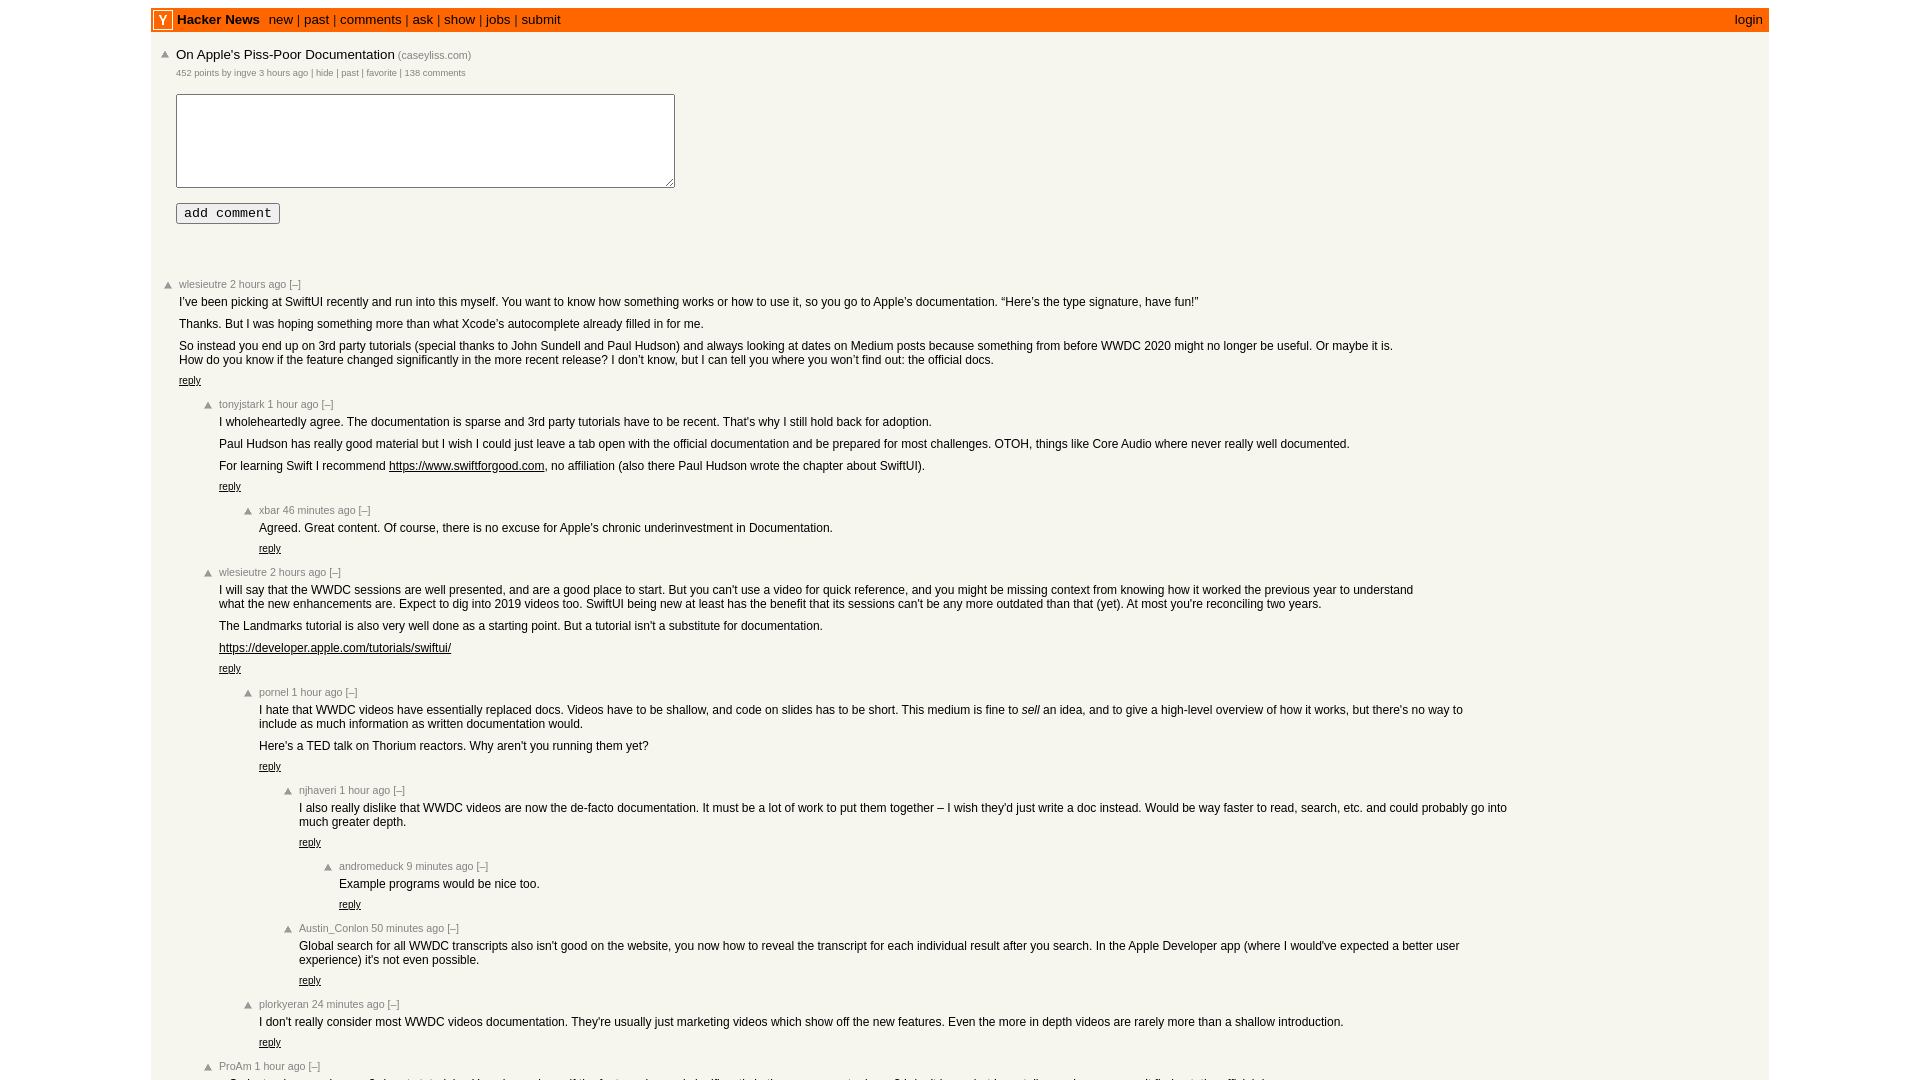 Y Hacker News new | past | comments | ask | show | jobs | submit login
On Apple's Piss-Poor Documentation (caseyliss.com)
452 points by ingve 3 hours ago | hide | past | favorite | 138 comments
add comment
wlesieutre 2 hours ago [–]
I’ve been picking at SwiftUI recently and run into this myself. You want to know how something works or how to use it, so you go to Apple’s documentation. “Here’s the type signature, have fun!”
Thanks. But I was hoping something more than what Xcode’s autocomplete already filled in for me.
So instead you end up on 3rd party tutorials (special thanks to John Sundell and Paul Hudson) and always looking at dates on Medium posts because something from before WWDC 2020 might no longer be useful. Or maybe it is.
How do you know if the feature changed significantly in the more recent release? I don’t know, but I can tell you where you won’t find out: the official docs.
reply
tonyjstark 1 hour ago [–]
I wholeheartedly agree. The documentation is sparse and 3rd party tutorials have to be recent. That's why I still hold back for adoption.
Paul Hudson has really good material but I wish I could just leave a tab open with the official documentation and be prepared for most challenges. OTOH, things like Core Audio where never really well documented.
For learning Swift I recommend https://www.swiftforgood.com, no affiliation (also there Paul Hudson wrote the chapter about SwiftUI).
reply
xbar 46 minutes ago [–]
Agreed. Great content. Of course, there is no excuse for Apple's chronic underinvestment in Documentation.
reply
wlesieutre 2 hours ago [–]
I will say that the WWDC sessions are well presented, and are a good place to start. But you can't use a video for quick reference, and you might be missing context from knowing how it worked the previous year to understand
what the new enhancements are. Expect to dig into 2019 videos too. SwiftUI being new at least has the benefit that its sessions can't be any more outdated than that (yet). At most you're reconciling two years.
The Landmarks tutorial is also very well done as a starting point. But a tutorial isn't a substitute for documentation.
https://developer.apple.com/tutorials/swiftui/
reply
pornel 1 hour ago [–]
I hate that WWDC videos have essentially replaced docs. Videos have to be shallow, and code on slides has to be short. This medium is fine to sell an idea, and to give a high-level overview of how it works, but there's no way to
include as much information as written documentation would.
Here's a TED talk on Thorium reactors. Why aren't you running them yet?
reply
njhaveri 1 hour ago [–]
I also really dislike that WWDC videos are now the de-facto documentation. It must be a lot of work to put them together – I wish they'd just write a doc instead. Would be way faster to read, search, etc. and could probably go into
much greater depth.
reply
andromeduck 9 minutes ago [–]
Example programs would be nice too.
reply
Austin_Conlon 50 minutes ago [–]
Global search for all WWDC transcripts also isn't good on the website, you now how to reveal the transcript for each individual result after you search. In the Apple Developer app (where I would've expected a better user
experience) it's not even possible.
reply
plorkyeran 24 minutes ago [–]
I don't really consider most WWDC videos documentation. They're usually just marketing videos which show off the new features. Even the more in depth videos are rarely more than a shallow introduction.
reply
ProAm 1 hour ago [–]